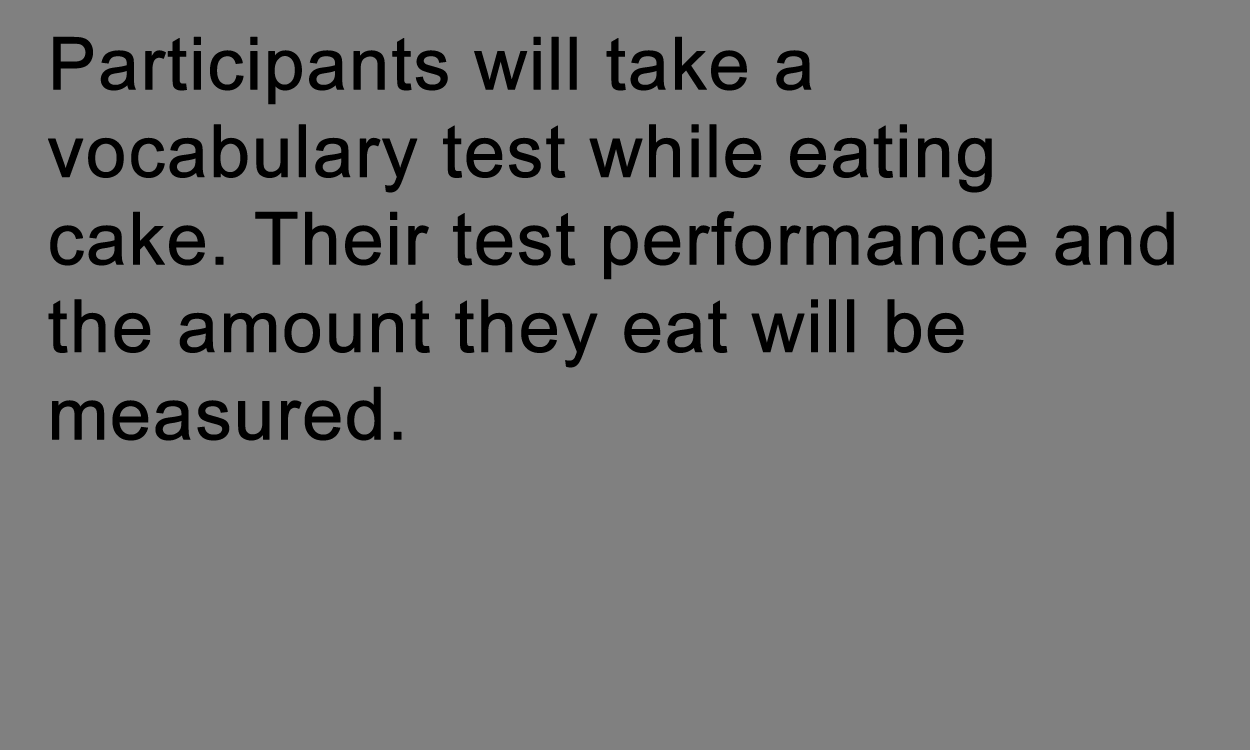 Participants will take a
vocabulary test while eating
cake. Their test performance and
the amount they eat will be
measured.